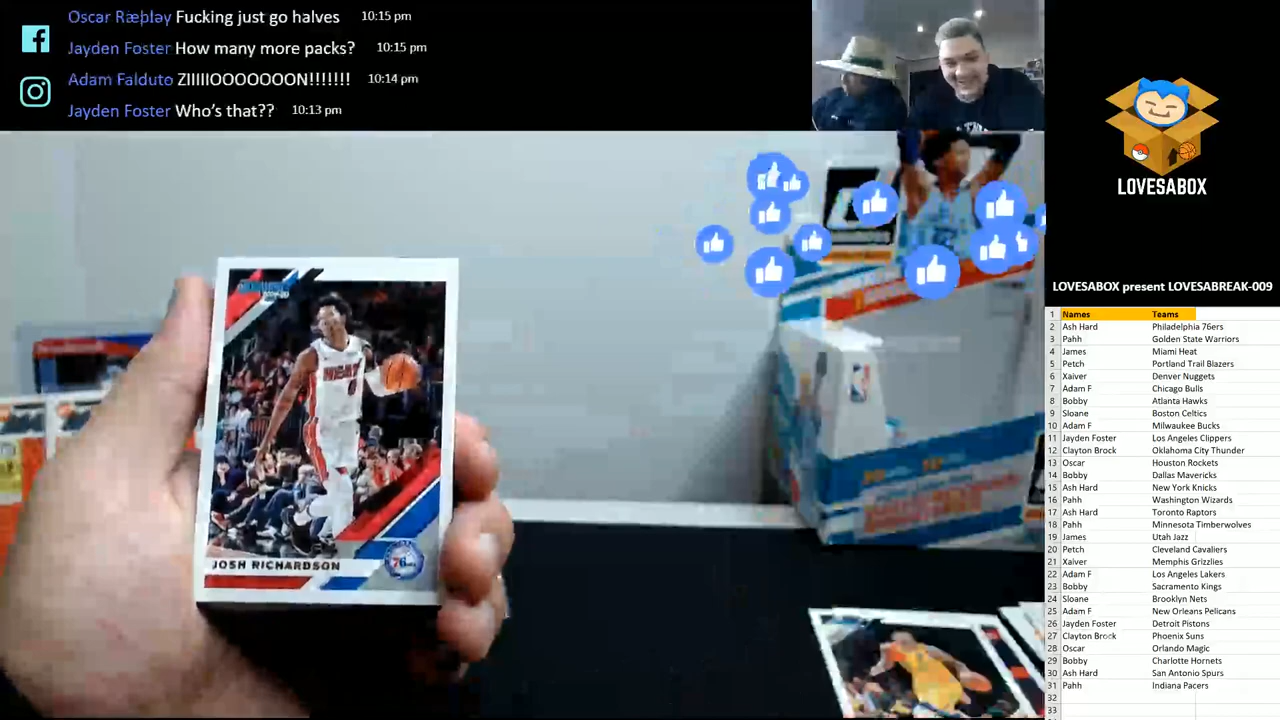 Oscar Ræplay Fucking just go halves 10:15 pm
Jayden Foster How many more packs? 10:15 pm
Adam Falduto ZIIIIIOOOOOOON!!!!!!! 10:14 pm
Jayden Foster Who's that?? 10:13 pm
HEAT
JOSH RICHARDSON
76ers
LOVESABOX
LOVESABOX present LOVESABREAK-009
1 Names Teams
2 Ash Hard Philadelphia 76ers
3 Pahh Golden State Warriors
4 James Miami Heat
5 Petch Portland Trail Blazers
6 Xaiver Denver Nuggets
7 Adam F Chicago Bulls
8 Bobby Atlanta Hawks
9 Sloane Boston Celtics
10 Adam F Milwaukee Bucks
11 Jayden Foster Los Angeles Clippers
12 Clayton Brock Oklahoma City Thunder
13 Oscar Houston Rockets
14 Bobby Dallas Mavericks
15 Ash Hard New York Knicks
16 Pahh Washington Wizards
17 Ash Hard Toronto Raptors
18 Pahh Minnesota Timberwolves
19 James Utah Jazz
20 Petch Cleveland Cavaliers
21 Xaiver Memphis Grizzlies
22 Adam F Los Angeles Lakers
23 Bobby Sacramento Kings
24 Sloane Brooklyn Nets
25 Adam F New Orleans Pelicans
26 Jayden Foster Detroit Pistons
27 Clayton Brock Phoenix Suns
28 Oscar Orlando Magic
29 Bobby Charlotte Hornets
30 Ash Hard San Antonio Spurs
31 Pahh Indiana Pacers
32
33